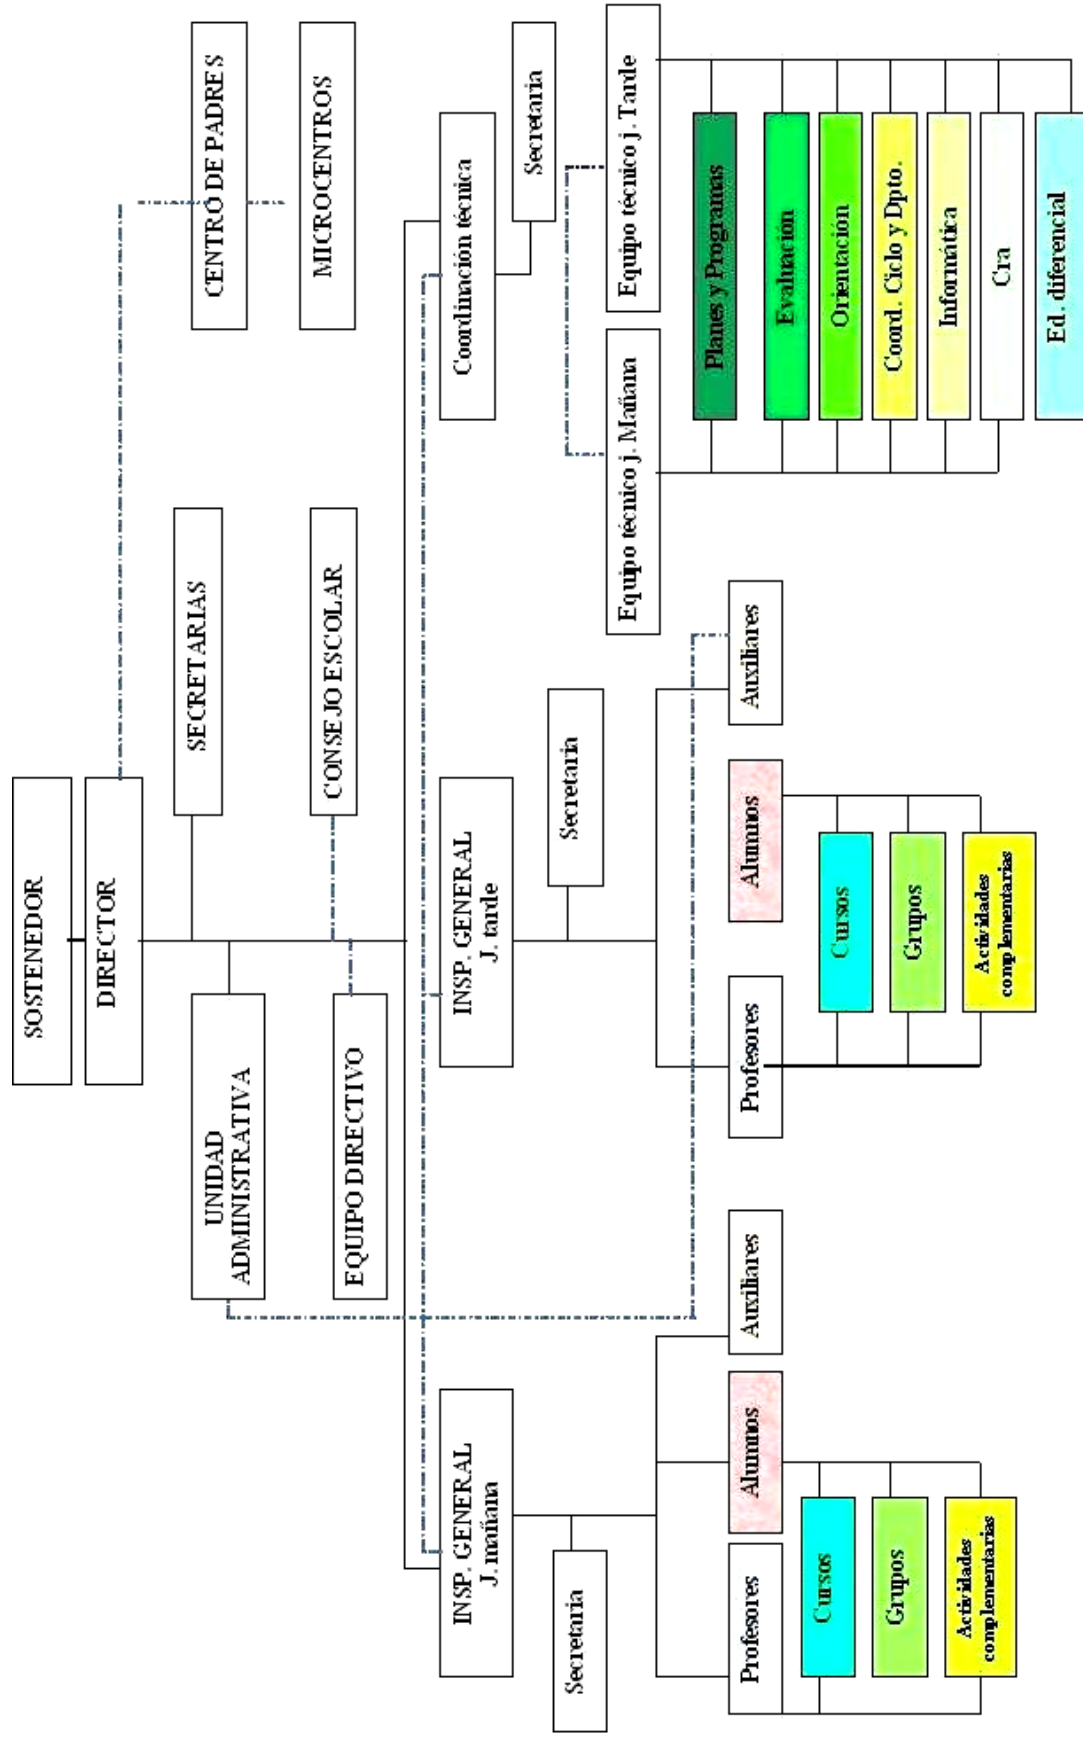 SOSTENEDOR
DIRECTOR
CENTRO DE PADRES
SECRETARIAS
UNIDAD
ADMINISTRATIVA
MICROCENTROS
CONSEJO ESCOLAR
EQUIPO DIRECTIVO
INSP. GENERAL
J. mañana
INSP. GENERAL
J. tarde
Coordinación técnica
Secretaria
Secretaria
Secretaria
Equipo técnico j. Mañana
Equipo técnico j. Tarde
Profesores
Alumnos
Auxiliares
Cursos
Grupos
Actividades
complementarias
Profesores
Alumnos
Auxiliares
Cursos
Grupos
Actividades
complementarias
Planes y Programas
Evaluación
Orientación
Coord. Ciclo y Dpto.
Informática
Cra
Ed. diferencial